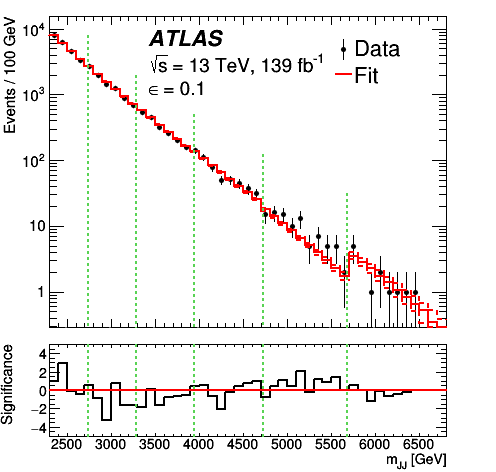 ATLAS
√s = 13 TeV, 139 fb⁻¹
∈ = 0.1
Data
Fit
Events / 100 GeV
10⁴
10³
10²
10
1
Significance
4
2
0
−2
−4
2500 3000 3500 4000 4500 5000 5500 6000 6500
m_JJ [GeV]